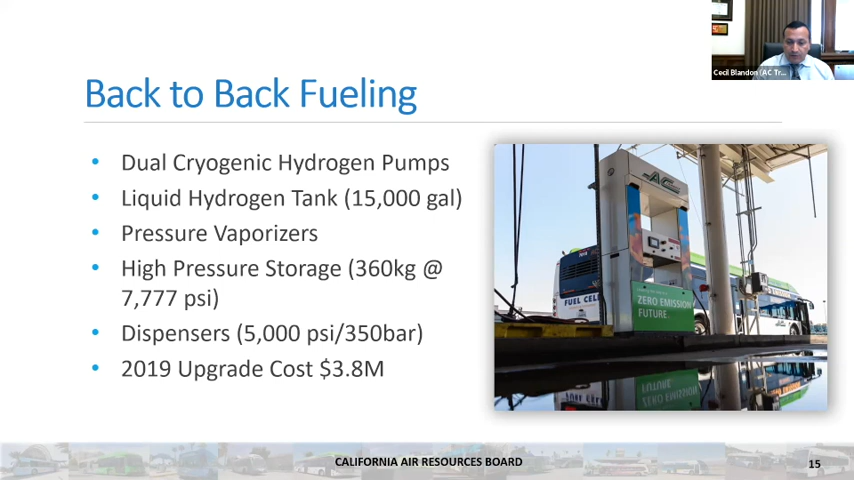 Cecil Blandon (AC Tr...
Back to Back Fueling
• Dual Cryogenic Hydrogen Pumps
• Liquid Hydrogen Tank (15,000 gal)
• Pressure Vaporizers
• High Pressure Storage (360kg @
7,777 psi)
• Dispensers (5,000 psi/350bar)
• 2019 Upgrade Cost $3.8M
AC
FUEL CEL
ZERO EMISSION
FUTURE
CALIFORNIA AIR RESOURCES BOARD
15